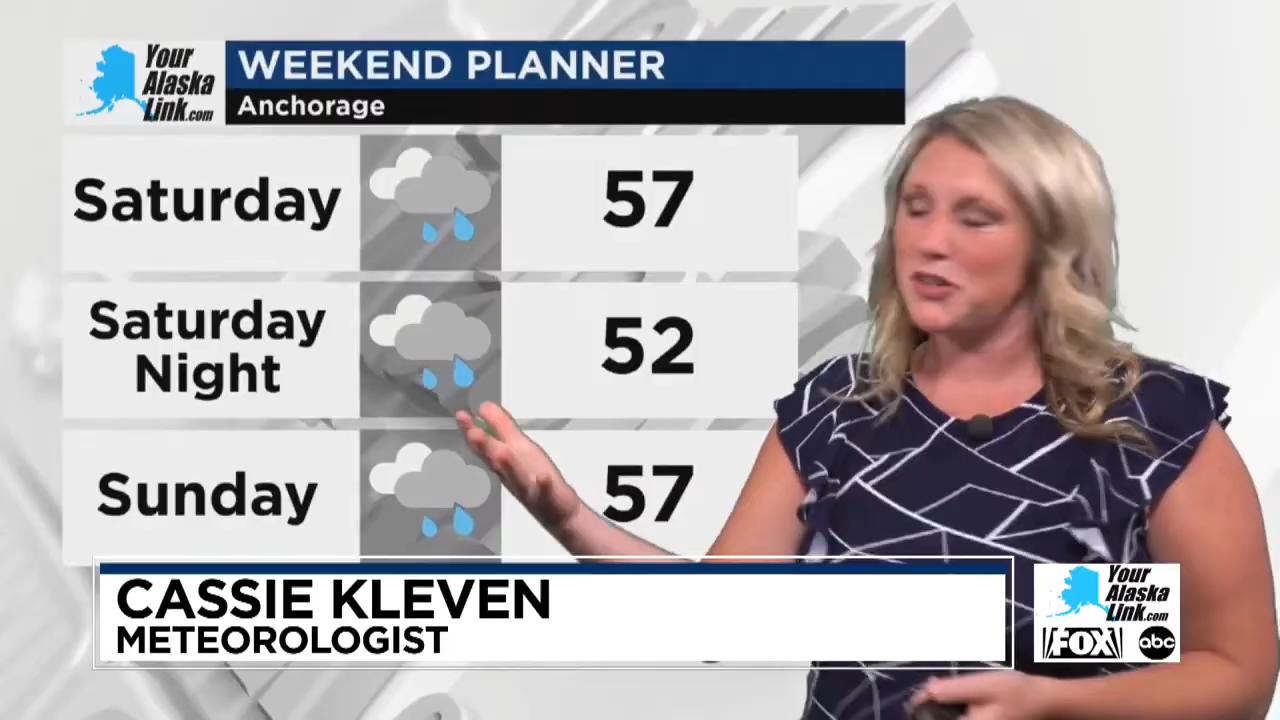 Your
Alaska
Link.com
WEEKEND PLANNER
Anchorage
Saturday
57
Saturday
Night
52
Sunday
57
CASSIE KLEVEN
METEOROLOGIST
Your
Alaska
Link.com
FOX
abc